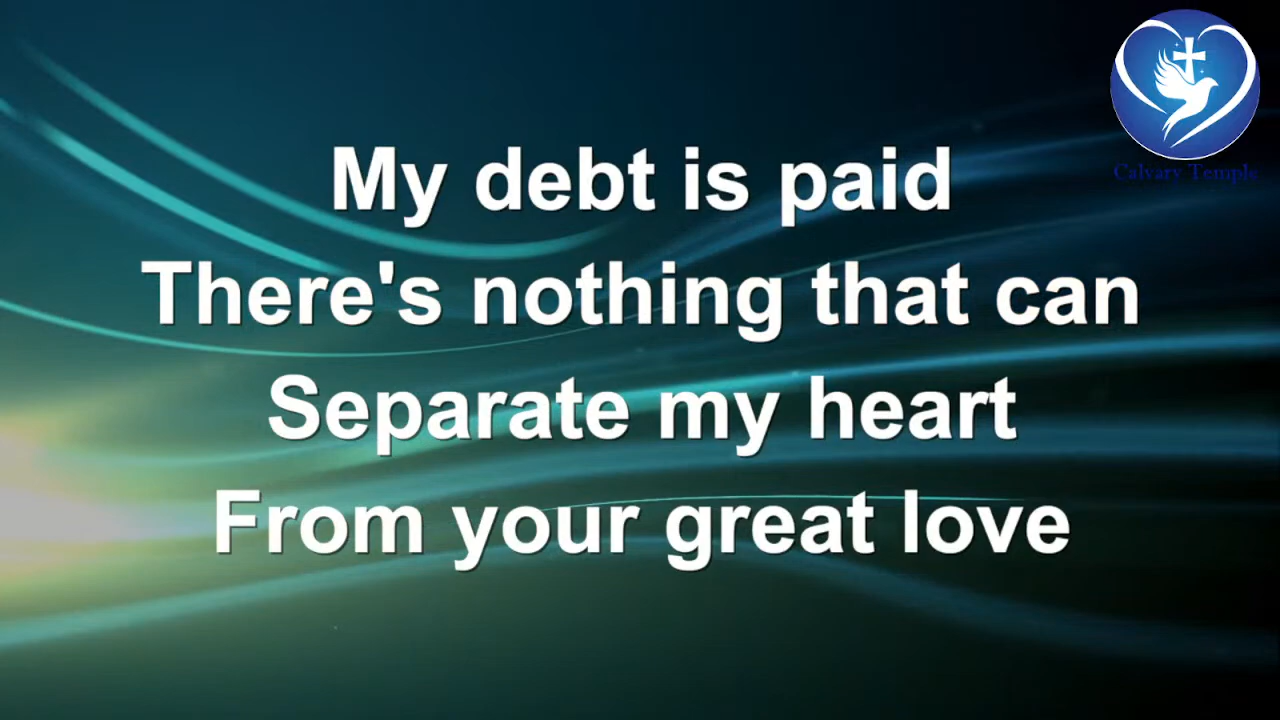 Calvary Temple
My debt is paid
There's nothing that can
Separate my heart
From your great love